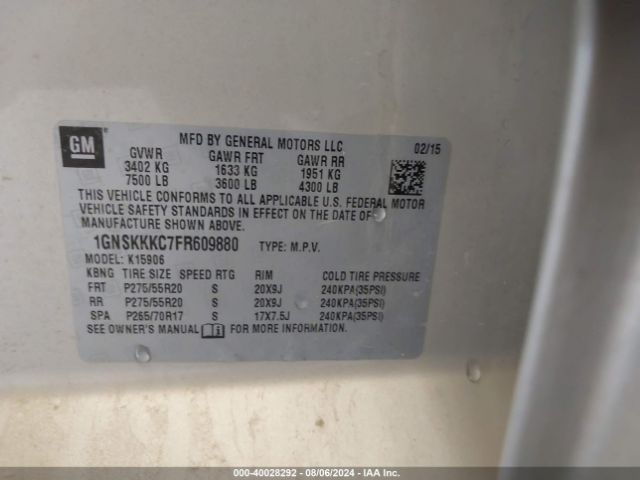 GM
MFD BY GENERAL MOTORS LLC 02/15
GVWR GAWR FRT GAWR RR
3402 KG 1633 KG 1951 KG
7500 LB 3600 LB 4300 LB
THIS VEHICLE CONFORMS TO ALL APPLICABLE U.S. FEDERAL MOTOR
VEHICLE SAFETY STANDARDS IN EFFECT ON THE DATE OF
MANUFACTURE SHOWN ABOVE.
1GNSKKKC7FR609880 TYPE: M.P.V.
MODEL: K15906
KBNG TIRE SIZE SPEED RTG RIM COLD TIRE PRESSURE
FRT P275/55R20 S 20X9J 240KPA(35PSI)
RR P275/55R20 S 20X9J 240KPA(35PSI)
SPA P265/70R17 S 17X7.5J 240KPA(35PSI)
SEE OWNER'S MANUAL FOR MORE INFORMATION.
000-40028292 - 08/06/2024 - IAA Inc.